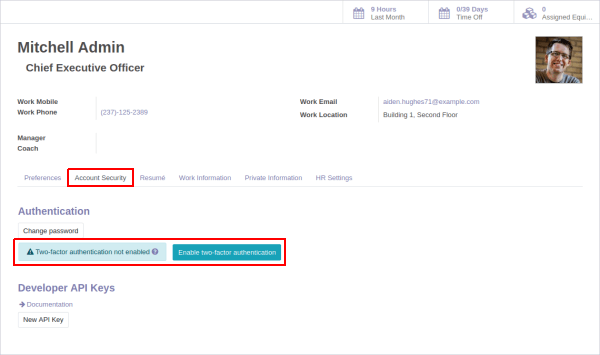 9 Hours
Last Month
0/39 Days
Time Off
0
Assigned Equi...
Mitchell Admin
Chief Executive Officer
Work Mobile
Work Phone (237)-125-2389
Manager
Coach
Work Email aiden.hughes71@example.com
Work Location Building 1, Second Floor
Preferences Account Security Resumé Work Information Private Information HR Settings
Authentication
Change password
Two-factor authentication not enabled Enable two-factor authentication
Developer API Keys
Documentation
New API Key